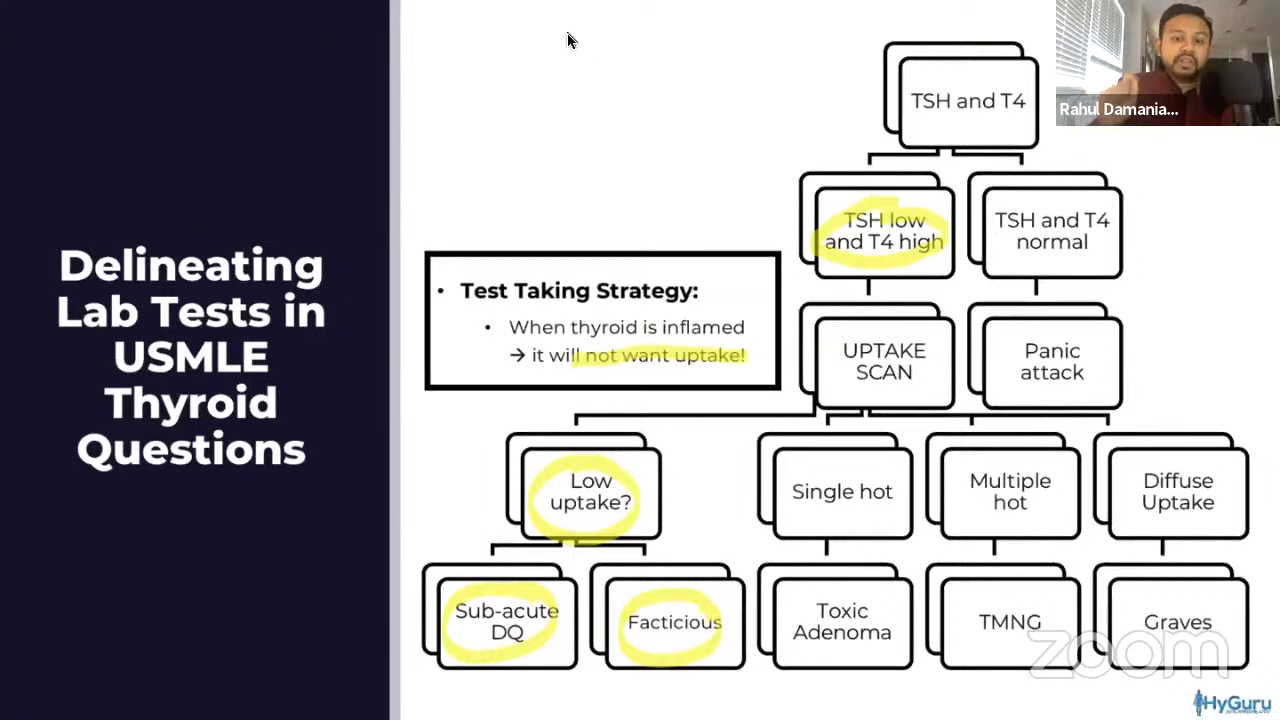 Delineating
Lab Tests in
USMLE
Thyroid
Questions
TSH and T4
Rahul Damania...
TSH low
and T4 high
TSH and T4
normal
• Test Taking Strategy:
• When thyroid is inflamed
→ it will not want uptake!
UPTAKE
SCAN
Panic
attack
Low
uptake?
Single hot
Multiple
hot
Diffuse
Uptake
Sub-acute
DQ
Facticious
Toxic
Adenoma
TMNG
Graves
zoom
HyGuru